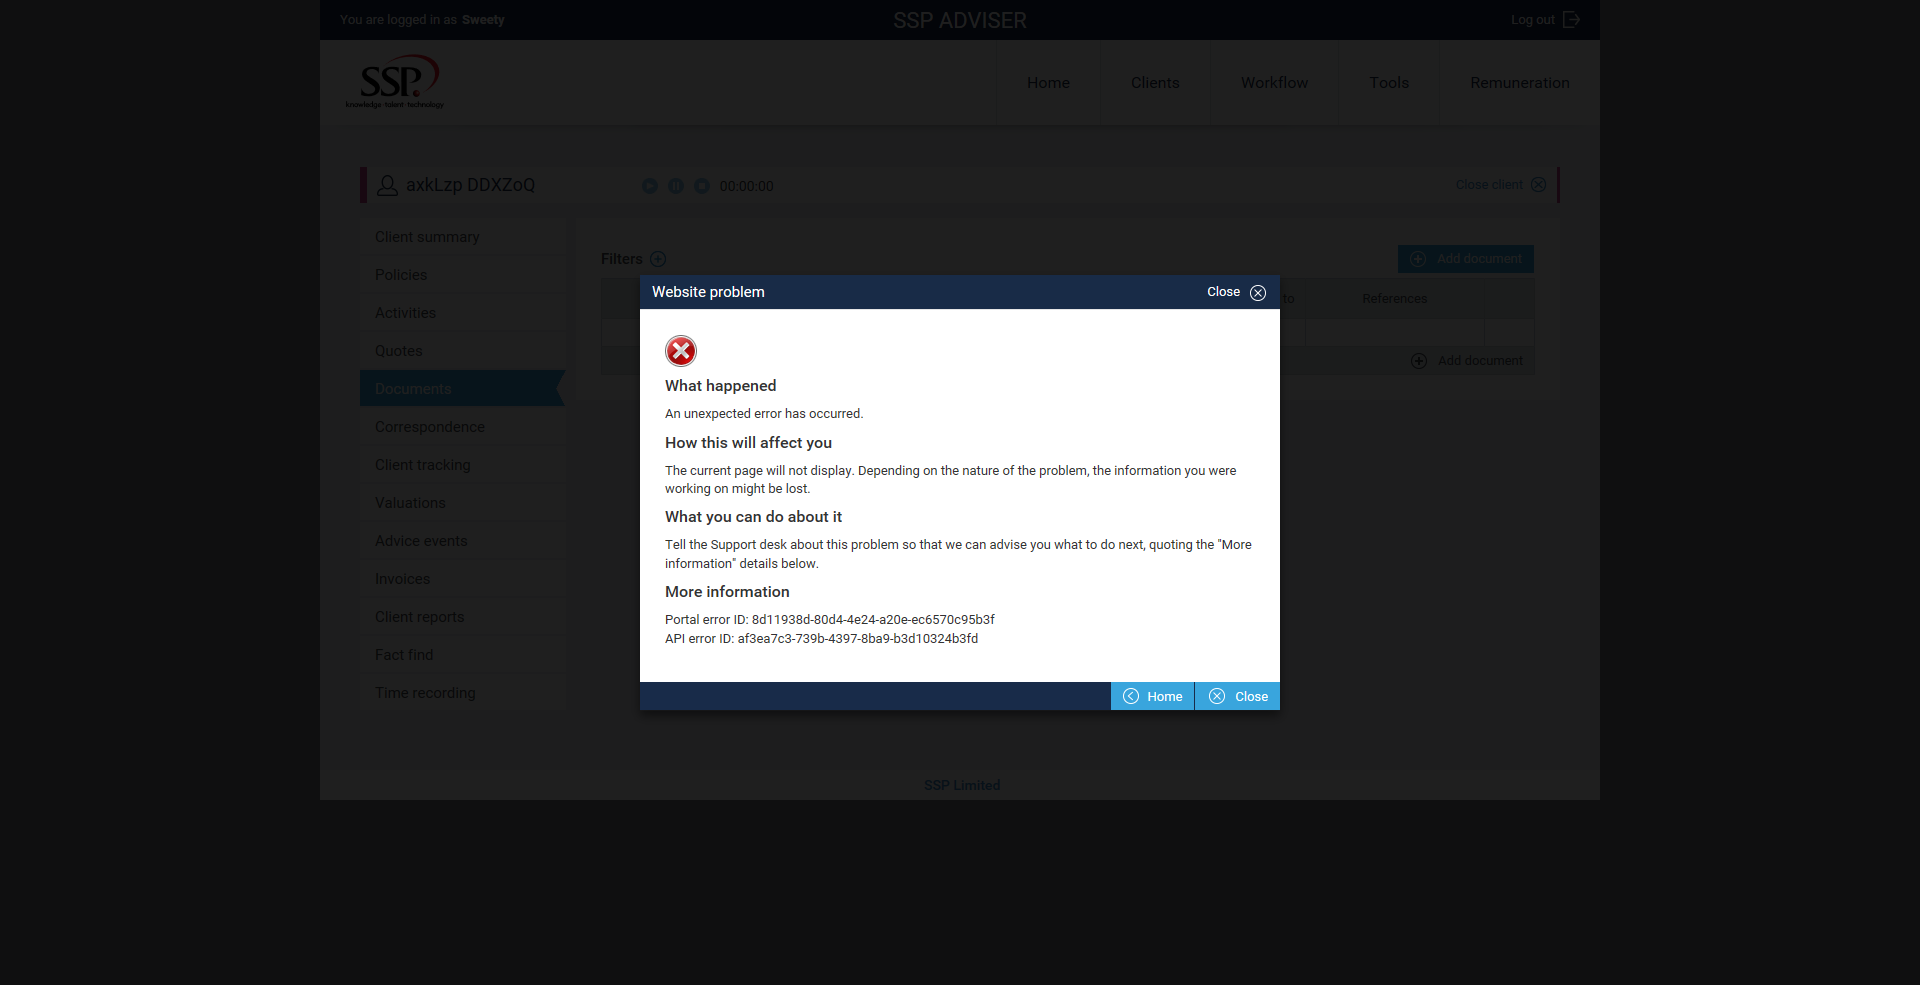 You are logged in as Sweety
SSP ADVISER
Log out
SSP
knowledge · talent · technology
Home
Clients
Workflow
Tools
Remuneration
axkLzp DDXZoQ
00:00:00
Close client
Client summary
Policies
Activities
Quotes
Documents
Correspondence
Client tracking
Valuations
Advice events
Invoices
Client reports
Fact find
Time recording
Filters
Add document
to
References
Add document
Website problem
Close
What happened
An unexpected error has occurred.
How this will affect you
The current page will not display. Depending on the nature of the problem, the information you were
working on might be lost.
What you can do about it
Tell the Support desk about this problem so that we can advise you what to do next, quoting the "More
information" details below.
More information
Portal error ID: 8d11938d-80d4-4e24-a20e-ec6570c95b3f
API error ID: af3ea7c3-739b-4397-8ba9-b3d10324b3fd
Home
Close
SSP Limited